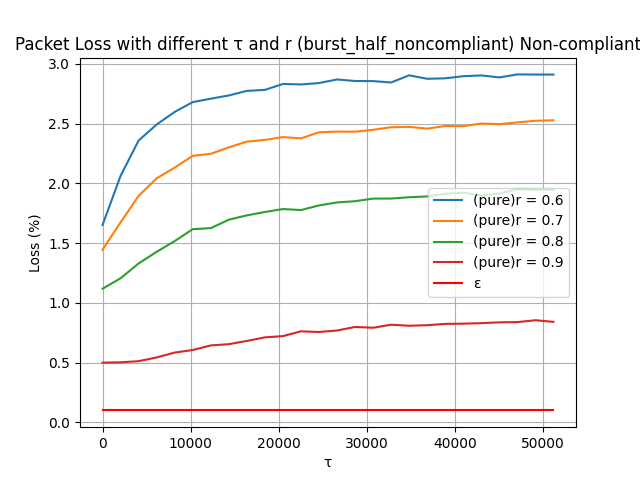 Packet Loss with different τ and r (burst_half_noncompliant) Non-compliant
Loss (%)
3.0
2.5
2.0
1.5
1.0
0.5
0.0
(pure)r = 0.6
(pure)r = 0.7
(pure)r = 0.8
(pure)r = 0.9
ε
0 10000 20000 30000 40000 50000
τ